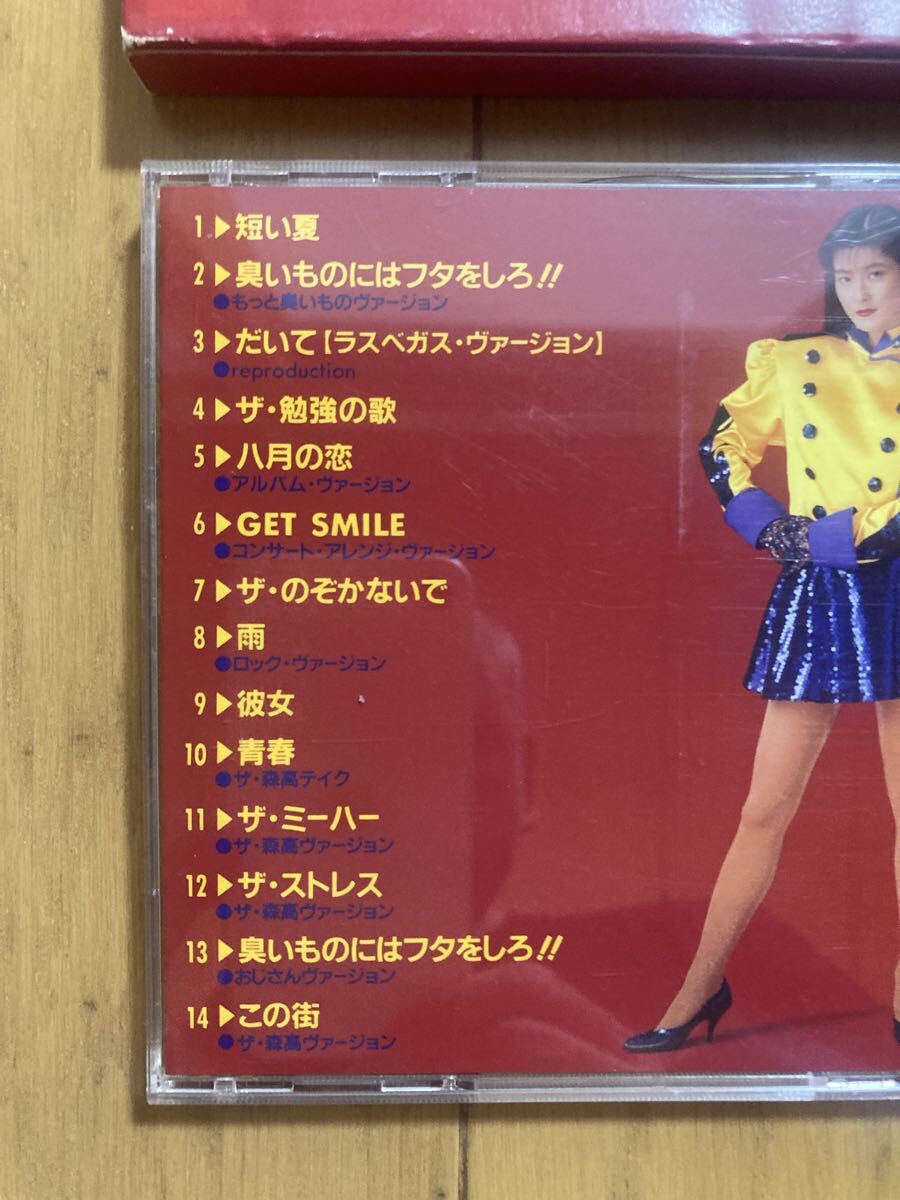 1▶短い夏
2▶臭いものにはフタをしろ!!
●もっと臭いものヴァージョン
3▶だいて【ラスベガス・ヴァージョン】
●reproduction
4▶ザ・勉強の歌
5▶八月の恋
●アルバム・ヴァージョン
6▶GET SMILE
●コンサート・アレンジ・ヴァージョン
7▶ザ・のぞかないで
8▶雨
●ロック・ヴァージョン
9▶彼女
10▶青春
●ザ・森高テイク
11▶ザ・ミーハー
●ザ・森高ヴァージョン
12▶ザ・ストレス
●ザ・森高ヴァージョン
13▶臭いものにはフタをしろ!!
●おじさんヴァージョン
14▶この街
●ザ・森高ヴァージョン